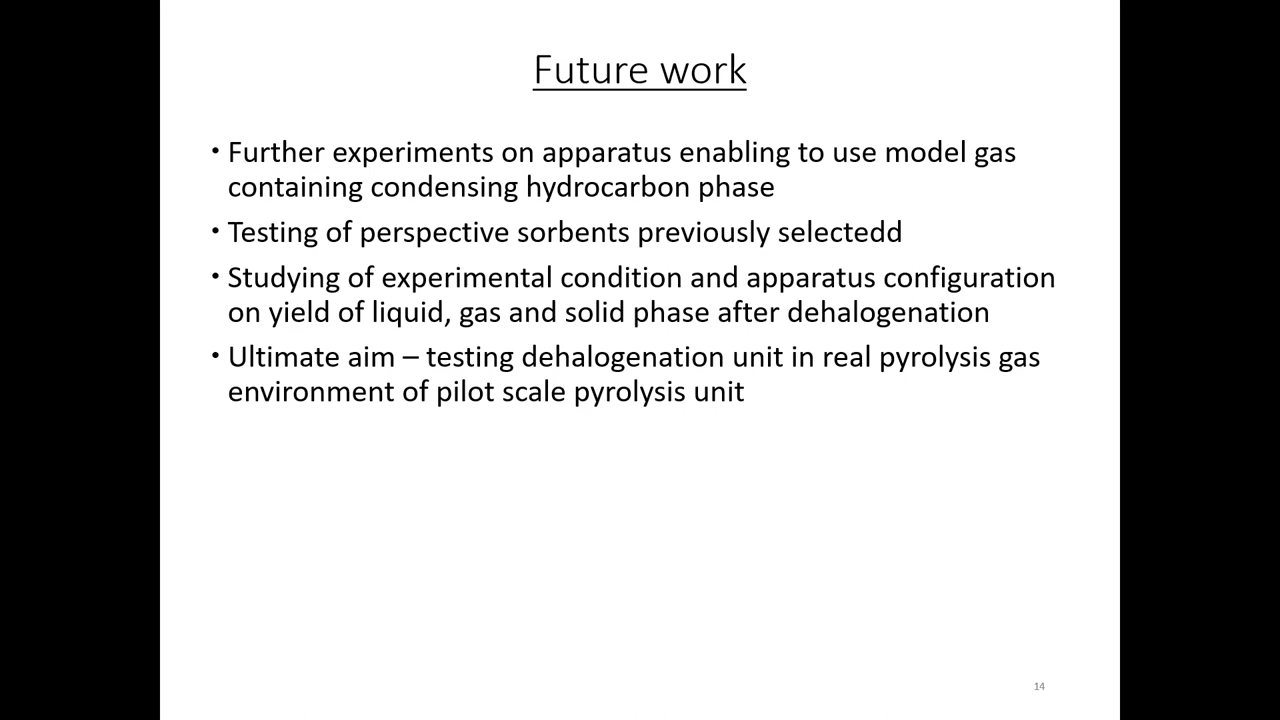 Future work
• Further experiments on apparatus enabling to use model gas
containing condensing hydrocarbon phase
• Testing of perspective sorbents previously selectedd
• Studying of experimental condition and apparatus configuration
on yield of liquid, gas and solid phase after dehalogenation
• Ultimate aim – testing dehalogenation unit in real pyrolysis gas
environment of pilot scale pyrolysis unit
14